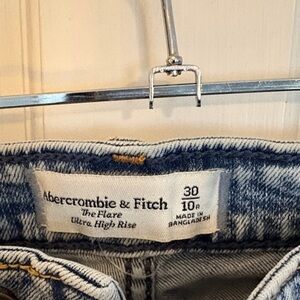 Abercrombie & Fitch
The Flare
Ultra High Rise
30
10R
MADE IN
BANGLADESH